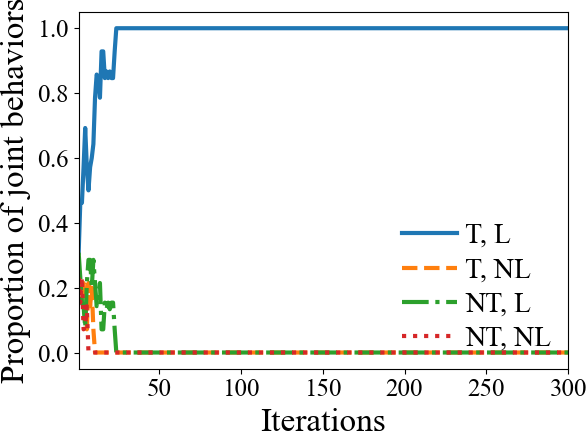 Proportion of joint behaviors
1.0
0.8
0.6
0.4
0.2
0.0
T, L
T, NL
NT, L
NT, NL
50 100 150 200 250 300
Iterations